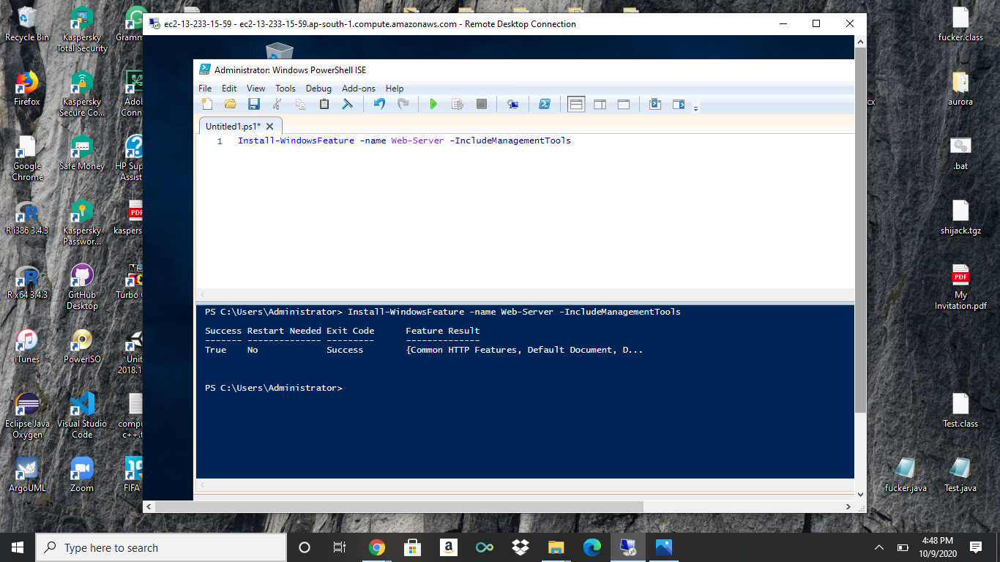 ec2-13-233-15-59 - ec2-13-233-15-59.ap-south-1.compute.amazonaws.com - Remote Desktop Connection
Administrator: Windows PowerShell ISE
File Edit View Tools Debug Add-ons Help
Untitled1.ps1*
1 Install-WindowsFeature -name Web-Server -IncludeManagementTools
PS C:\Users\Administrator> Install-WindowsFeature -name Web-Server -IncludeManagementTools
Success Restart Needed Exit Code Feature Result
------- -------------- --------- --------------
True No Success {Common HTTP Features, Default Document, D...
PS C:\Users\Administrator>
Recycle Bin
Kaspersky
Total Security
Gramm
Firefox
Kaspersky
Secure Co...
Adob
Conn
Google
Chrome
Safe Money
HP Sup
Assist
R i386 3.4.3
Kaspersky
Passwor...
PDF
kaspers
R x64 3.4.3
GitHub
Desktop
Turbo
iTunes
PowerISO
Unit
2018.1
Eclipse Java
Oxygen
Visual Studio
Code
compu
c++.t
ArgoUML
Zoom
FIFA
fucker.class
cx
aurora
.bat
shijack.tgz
PDF
My
Invitation.pdf
Test.class
fucker.java
Test.java
Type here to search
4:48 PM
10/9/2020